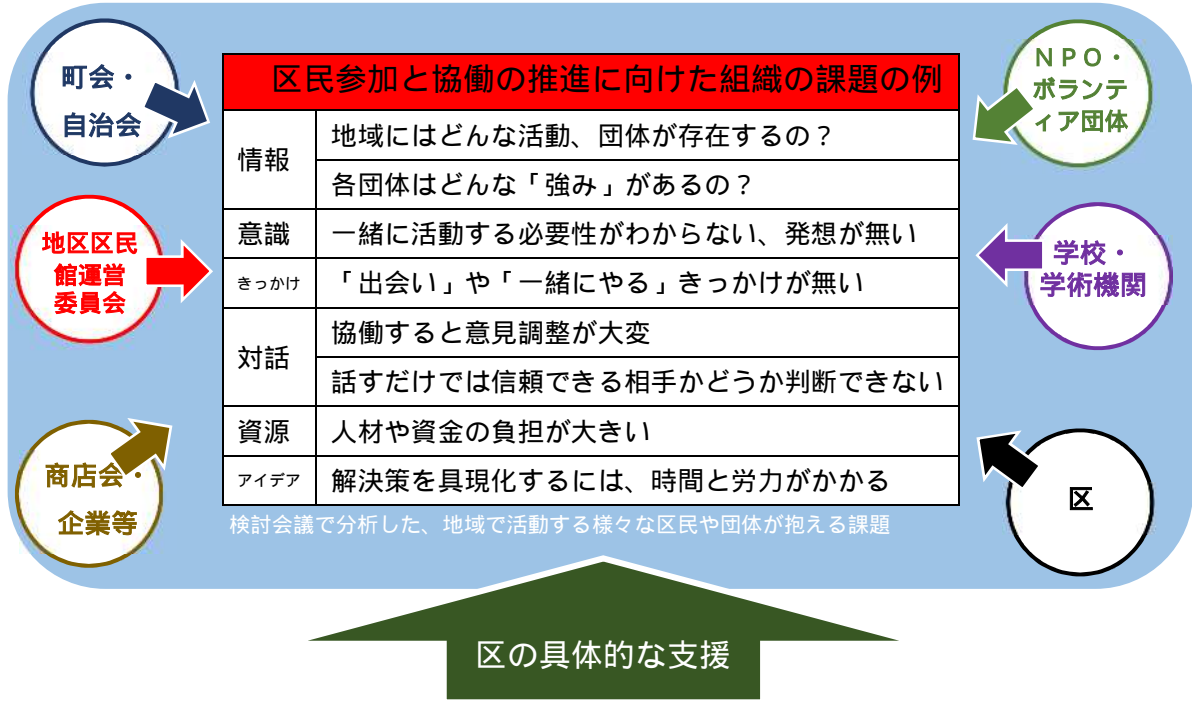 区民参加と協働の推進に向けた組織の課題の例
町会・
自治会
地区区民
館運営
委員会
商店会・
企業等
情報
地域にはどんな活動、団体が存在するの？
各団体はどんな「強み」があるの？
意識
一緒に活動する必要性がわからない、発想が無い
きっかけ
「出会い」や「一緒にやる」きっかけが無い
対話
協働すると意見調整が大変
話すだけでは信頼できる相手かどうか判断できない
資源
人材や資金の負担が大きい
アイデア
解決策を具現化するには、時間と労力がかかる
検討会議で分析した、地域で活動する様々な区民や団体が抱える課題
ＮＰＯ・
ボランテ
ィア団体
学校・
学術機関
区
区の具体的な支援